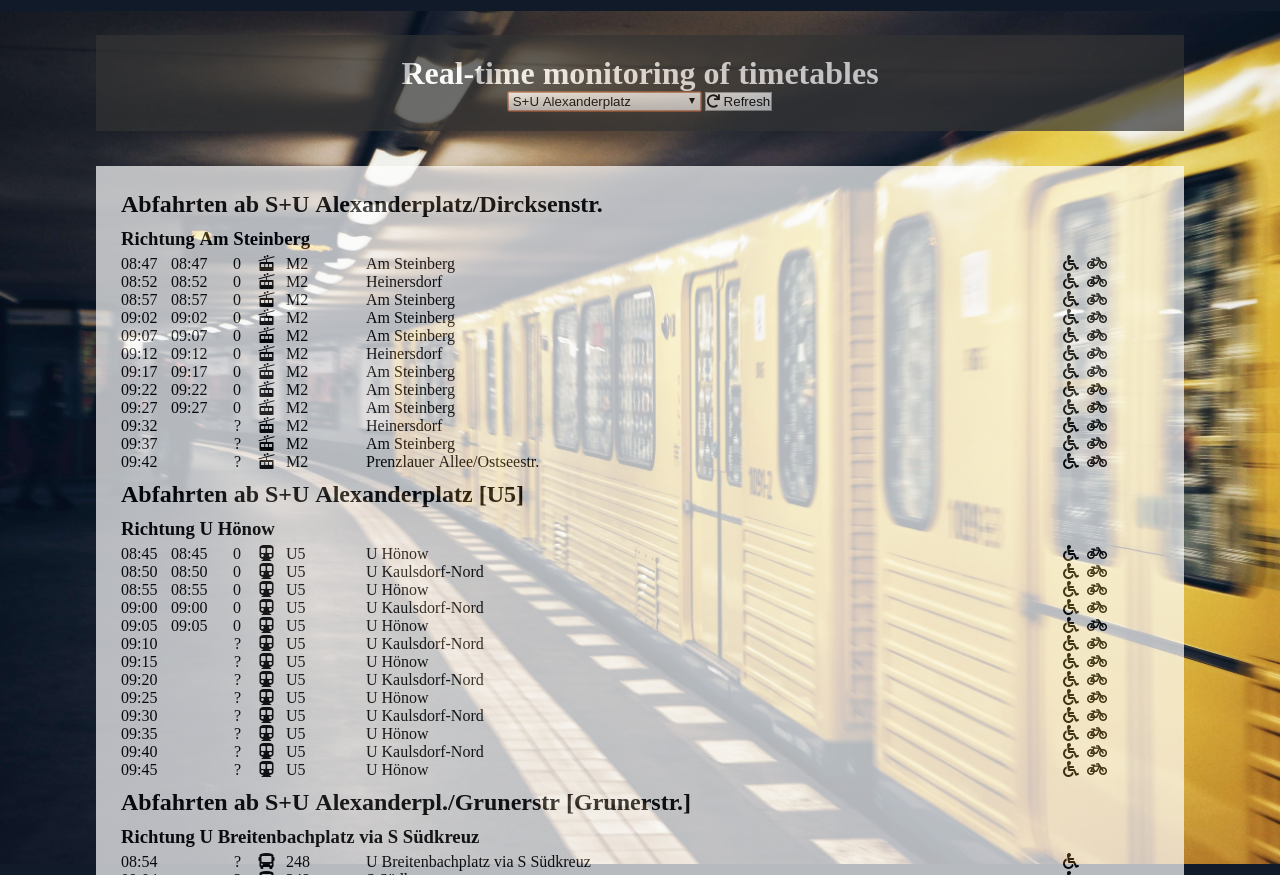 Real-time monitoring of timetables
S+U Alexanderplatz ▼ Refresh
Abfahrten ab S+U Alexanderplatz/Dircksenstr.
Richtung Am Steinberg
08:47 08:47 0 M2 Am Steinberg
08:52 08:52 0 M2 Heinersdorf
08:57 08:57 0 M2 Am Steinberg
09:02 09:02 0 M2 Am Steinberg
09:07 09:07 0 M2 Am Steinberg
09:12 09:12 0 M2 Heinersdorf
09:17 09:17 0 M2 Am Steinberg
09:22 09:22 0 M2 Am Steinberg
09:27 09:27 0 M2 Am Steinberg
09:32 ? M2 Heinersdorf
09:37 ? M2 Am Steinberg
09:42 ? M2 Prenzlauer Allee/Ostseestr.
Abfahrten ab S+U Alexanderplatz [U5]
Richtung U Hönow
08:45 08:45 0 U5 U Hönow
08:50 08:50 0 U5 U Kaulsdorf-Nord
08:55 08:55 0 U5 U Hönow
09:00 09:00 0 U5 U Kaulsdorf-Nord
09:05 09:05 0 U5 U Hönow
09:10 ? U5 U Kaulsdorf-Nord
09:15 ? U5 U Hönow
09:20 ? U5 U Kaulsdorf-Nord
09:25 ? U5 U Hönow
09:30 ? U5 U Kaulsdorf-Nord
09:35 ? U5 U Hönow
09:40 ? U5 U Kaulsdorf-Nord
09:45 ? U5 U Hönow
Abfahrten ab S+U Alexanderpl./Grunerstr [Grunerstr.]
Richtung U Breitenbachplatz via S Südkreuz
08:54 ? 248 U Breitenbachplatz via S Südkreuz